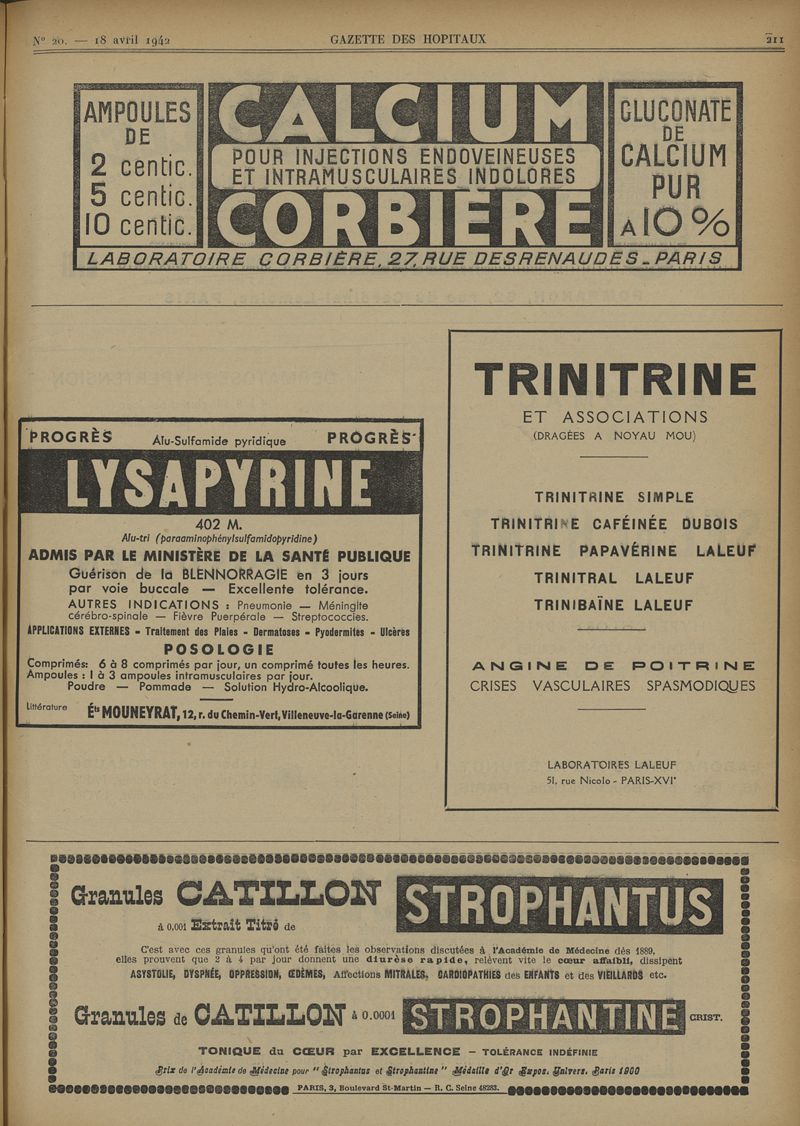 N° 20. — 18 avril 1942
GAZETTE DES HOPITAUX
211
AMPOULES
DE
2 centic.
5 centic.
10 centic.
CALCIUM
POUR INJECTIONS ENDOVEINEUSES
ET INTRAMUSCULAIRES INDOLORES
CORBIÈRE
GLUCONATE
DE
CALCIUM
PUR
A 10 %
LABORATOIRE CORBIÈRE, 27, RUE DESRENAUDES - PARIS
PROGRÈS Alu-Sulfamide pyridique PROGRÈS
LYSAPYRINE
402 M.
Alu-tri (paraaminophénylsulfamidopyridine)
ADMIS PAR LE MINISTÈRE DE LA SANTÉ PUBLIQUE
Guérison de la BLENNORRAGIE en 3 jours
par voie buccale — Excellente tolérance.
AUTRES INDICATIONS : Pneumonie — Méningite
cérébro-spinale — Fièvre Puerpérale — Streptococcies.
APPLICATIONS EXTERNES - Traitement des Plaies - Dermatoses - Pyodermites - Ulcères
POSOLOGIE
Comprimés: 6 à 8 comprimés par jour, un comprimé toutes les heures.
Ampoules : 1 à 3 ampoules intramusculaires par jour.
Poudre — Pommade — Solution Hydro-Alcoolique.
Littérature Éts MOUNEYRAT, 12, r. du Chemin-Vert, Villeneuve-la-Garenne (Seine)
TRINITRINE
ET ASSOCIATIONS
(DRAGÉES A NOYAU MOU)
TRINITRINE SIMPLE
TRINITRINE CAFÉINÉE DUBOIS
TRINITRINE PAPAVÉRINE LALEUF
TRINITRAL LALEUF
TRINIBAÏNE LALEUF
ANGINE DE POITRINE
CRISES VASCULAIRES SPASMODIQUES
LABORATOIRES LALEUF
51, rue Nicolo - PARIS-XVI°
Granules CATILLON STROPHANTUS
à 0,001 Extrait Titré de
C'est avec ces granules qu'ont été faites les observations discutées à l'Académie de Médecine dès 1889,
elles prouvent que 2 à 4 par jour donnent une diurèse rapide, relèvent vite le cœur affaibli, dissipent
ASYSTOLIE, DYSPNÉE, OPPRESSION, ŒDÈMES, Affections MITRALES, CARDIOPATHIES des ENFANTS et des VIEILLARDS etc.
Granules de CATILLON à 0.0001 STROPHANTINE CRIST.
TONIQUE du CŒUR par EXCELLENCE - TOLÉRANCE INDÉFINIE
Prix de l'Académie de Médecine pour "Strophantus et Strophantine" Médaille d'Or Expos. Univers. Paris 1900
PARIS, 3, Boulevard St-Martin — R. C. Seine 48283.